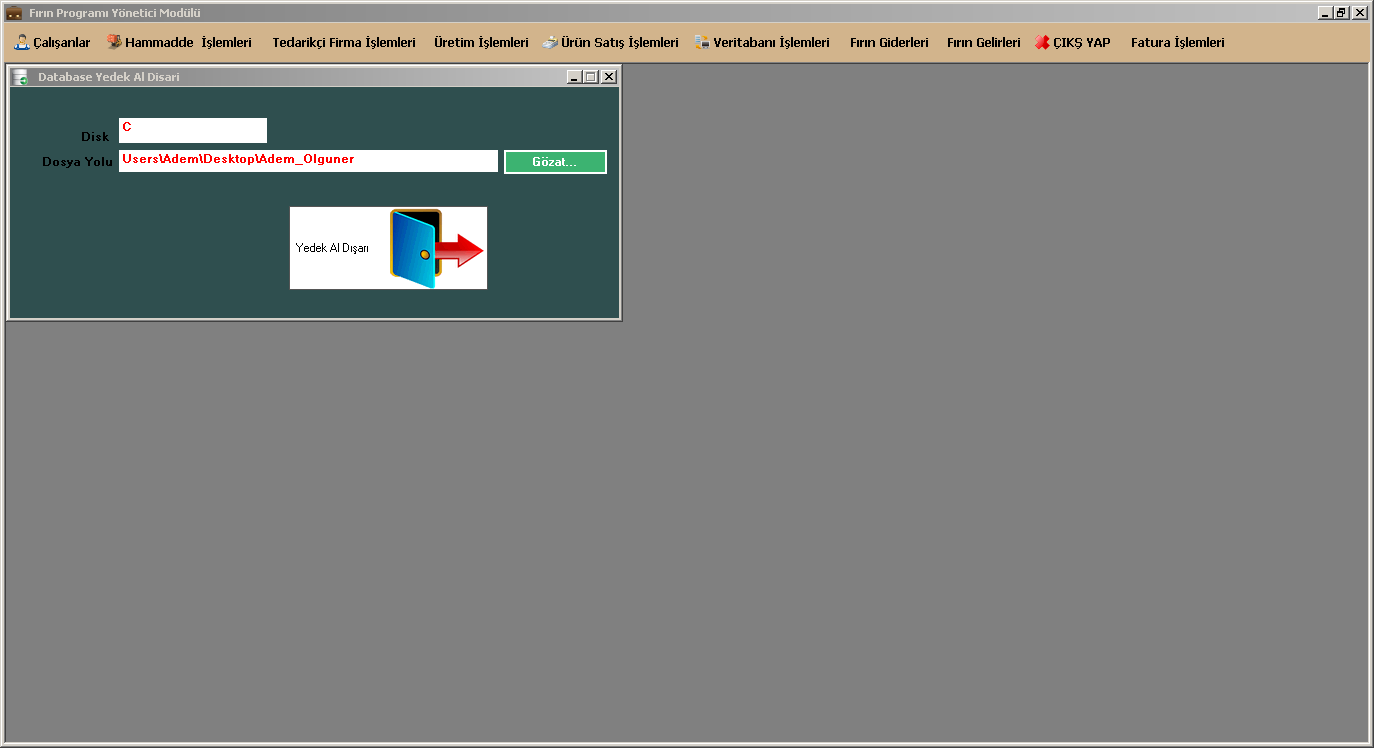 Fırın Programı Yönetici Modülü
Çalışanlar Hammadde İşlemleri Tedarikçi Firma İşlemleri Üretim İşlemleri Ürün Satış İşlemleri Veritabanı İşlemleri Fırın Giderleri Fırın Gelirleri ÇIKŞ YAP Fatura İşlemleri
Database Yedek Al Disari
Disk C
Dosya Yolu Users\Adem\Desktop\Adem_Olguner Gözat...
Yedek Al Dışarı